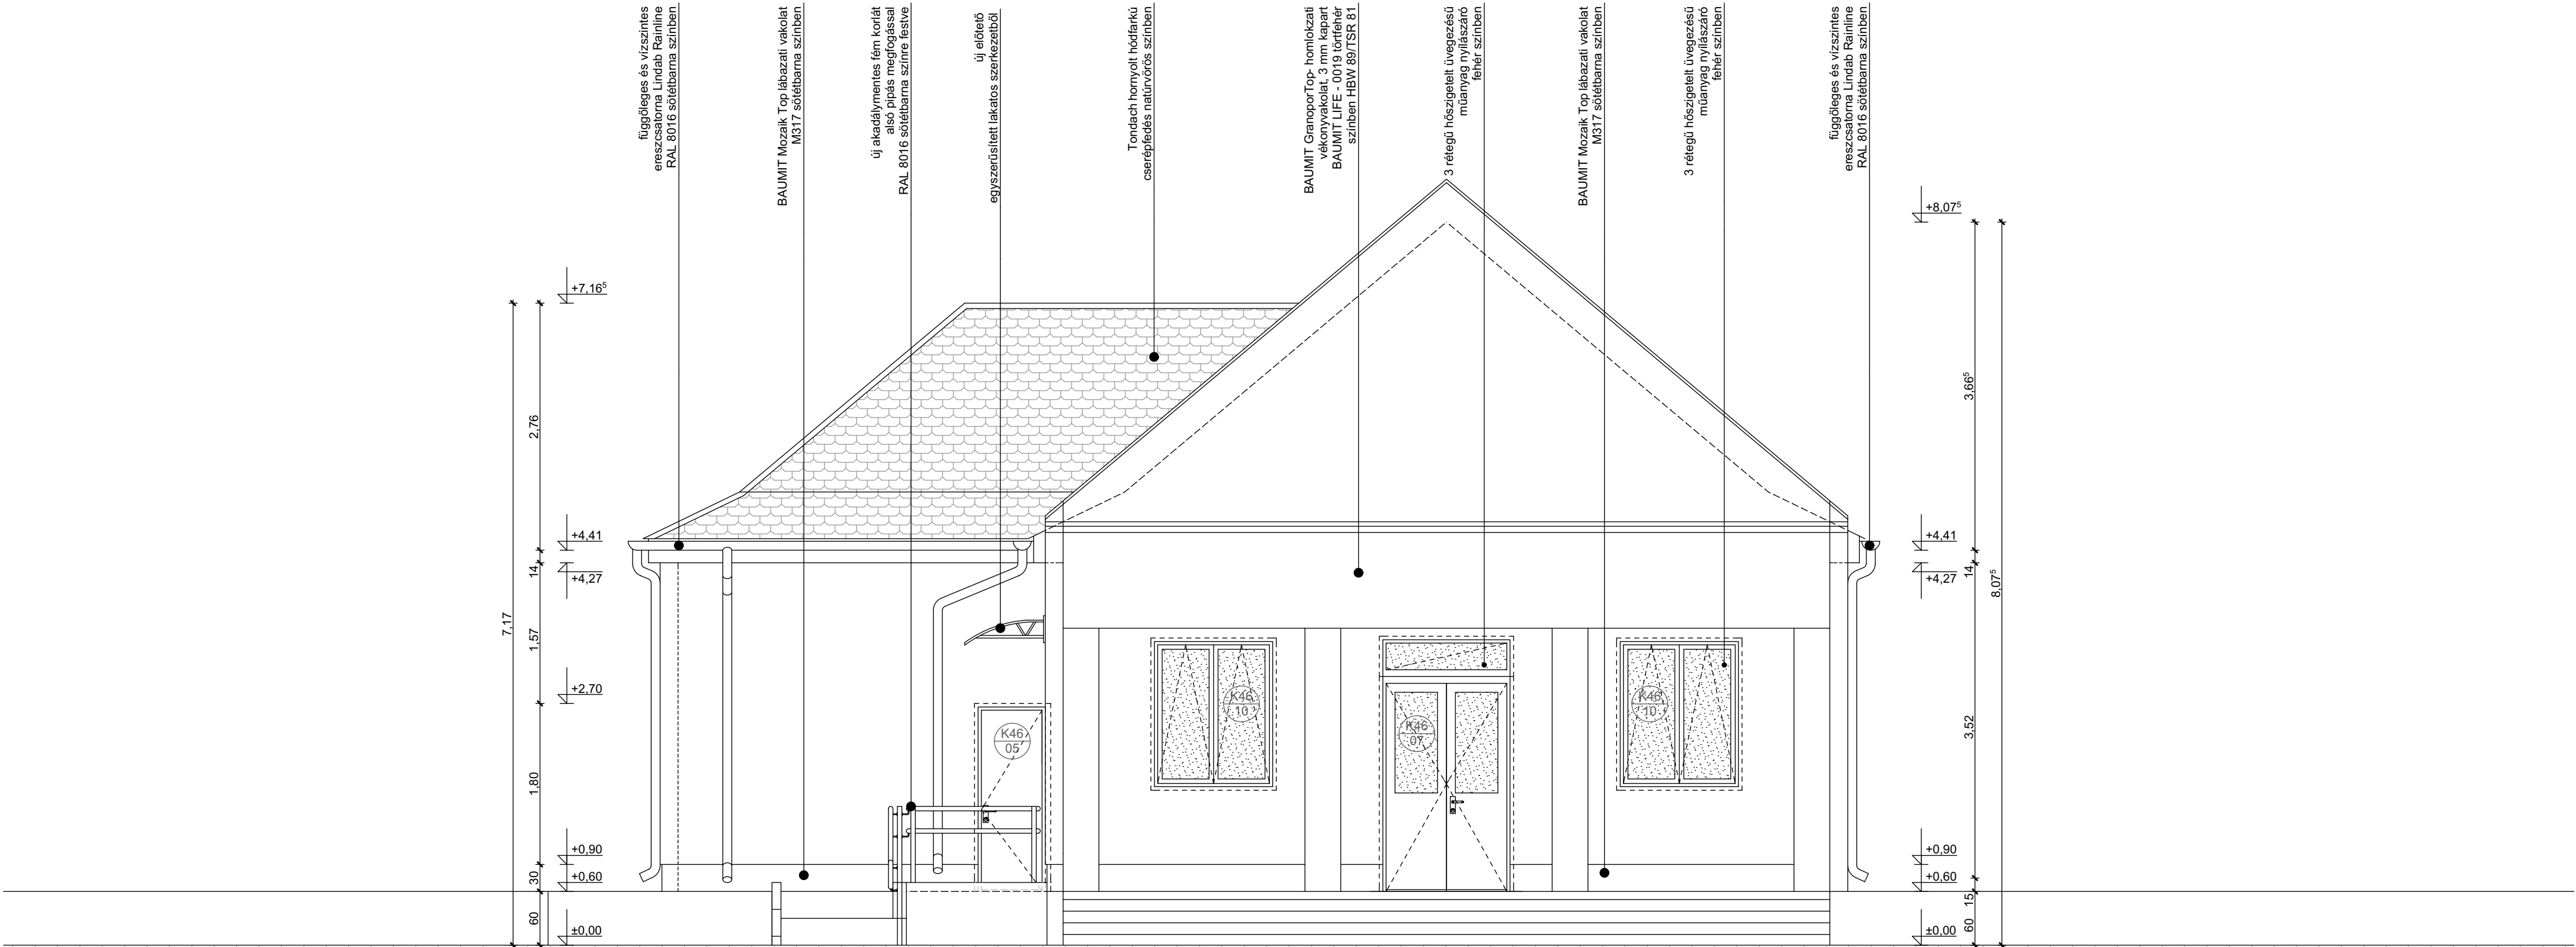 függőleges és vízszintes
ereszcsatorna Lindab Rainline
RAL 8016 sötétbarna színben
BAUMIT Mozaik Top lábazati vakolat
M317 sötétbarna színben
új akadálymentes fém korlát
alsó pipás megfogással
RAL 8016 sötétbarna színre festve
új előtető
egyszerűsített lakatos szerkezetből
Tondach hornyolt hódfarkú
cserépfedés natúrvörös színben
BAUMIT GranoporTop- homlokzati
vékonyvakolat, 3 mm kapart
BAUMIT LIFE - 0019 törtfehér
színben HBW 89/TSR 81
3 rétegű hőszigetelt üvegezésű
műanyag nyílászáró
fehér színben
BAUMIT Mozaik Top lábazati vakolat
M317 sötétbarna színben
3 rétegű hőszigetelt üvegezésű
műanyag nyílászáró
fehér színben
függőleges és vízszintes
ereszcsatorna Lindab Rainline
RAL 8016 sötétbarna színben
7,17
2,76
14
1,57
1,80
30
60
+7,16⁵
+4,41
+4,27
+2,70
+0,90
+0,60
±0,00
K46
05
K46
10
K46
07
K46
10
+8,07⁵
+4,41
+4,27
+0,90
+0,60
±0,00
3,66⁵
14
3,52
15
60
8,07⁵